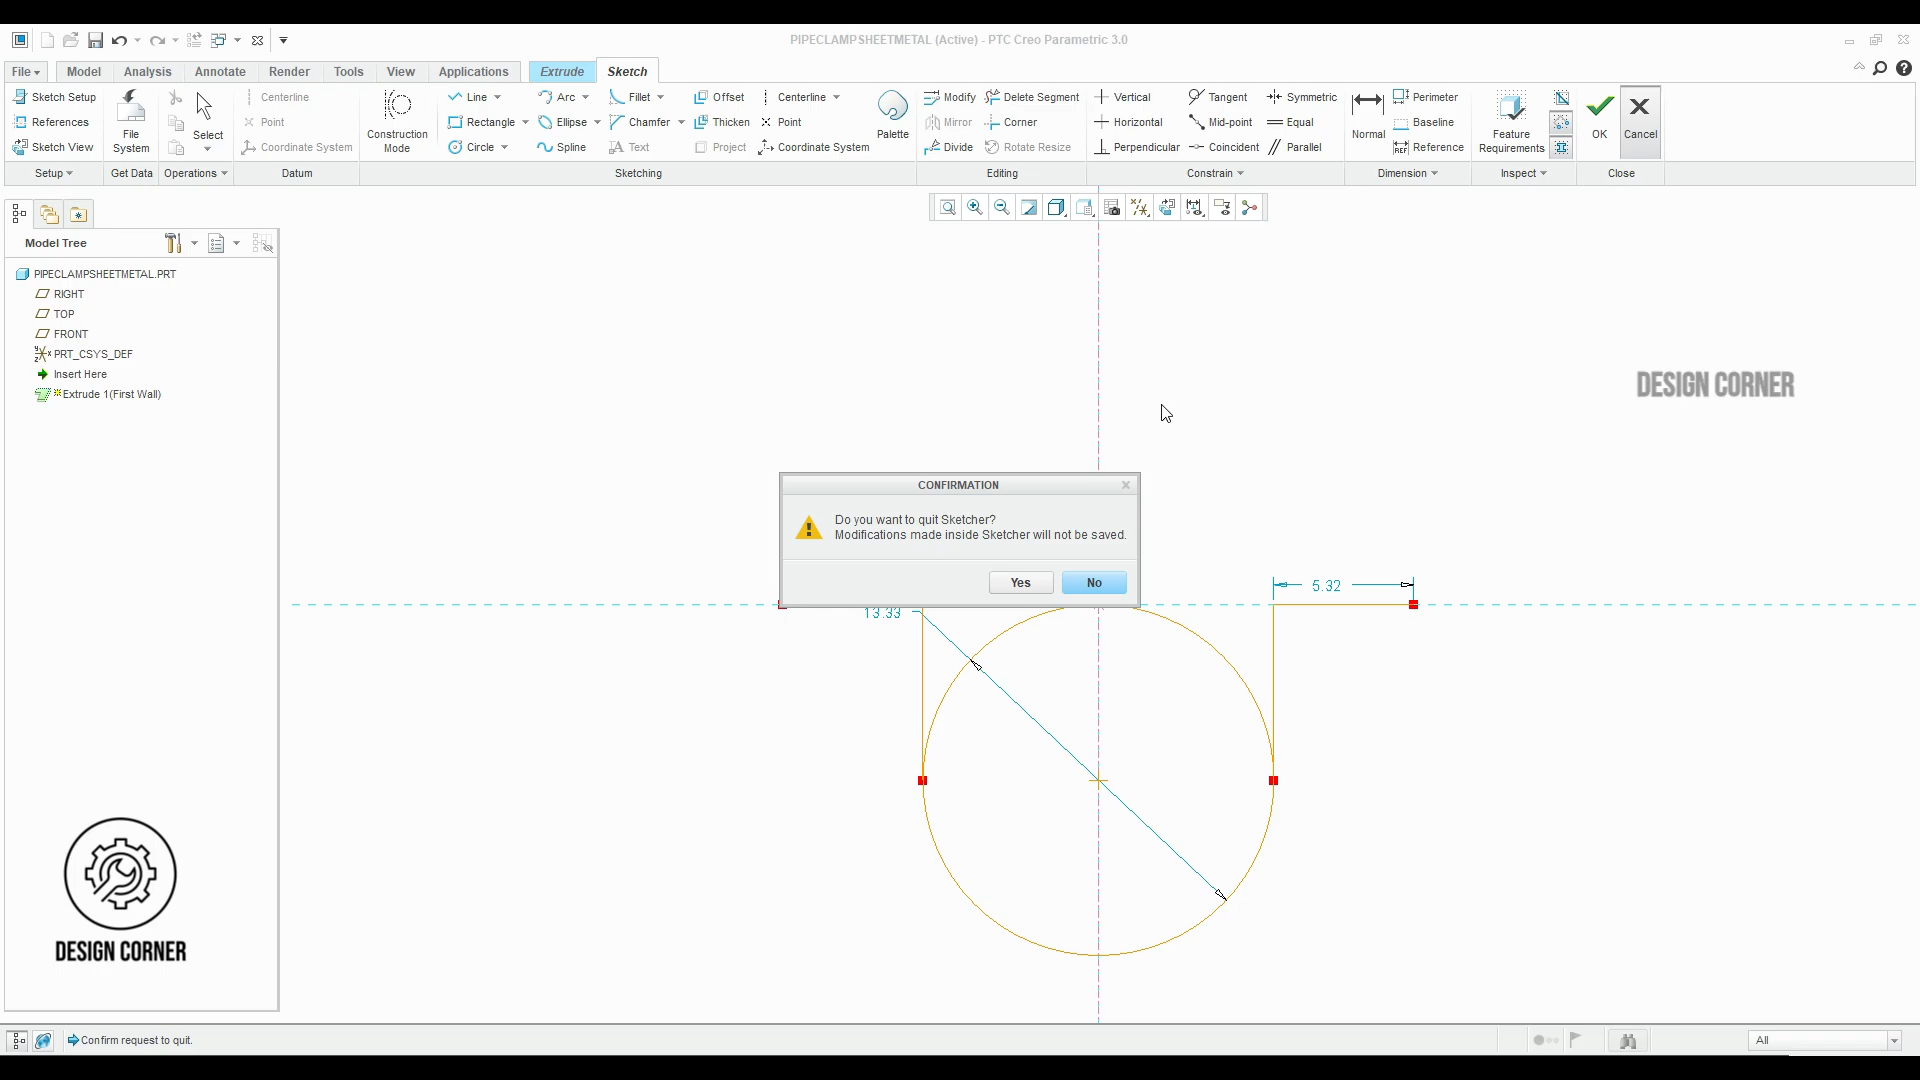 PIPECLAMPSHEETMETAL (Active) - PTC Creo Parametric 3.0
File Model Analysis Annotate Render Tools View Applications Extrude Sketch
Sketch Setup
References
Sketch View
Setup
File System
Get Data
Select
Operations
Centerline
Point
Coordinate System
Datum
Construction Mode
Line Arc Fillet Offset Centerline
Rectangle Ellipse Chamfer Thicken Point
Circle Spline Text Project Coordinate System
Palette
Sketching
Modify Delete Segment
Mirror Corner
Divide Rotate Resize
Editing
Vertical Tangent Symmetric
Horizontal Mid-point Equal
Perpendicular Coincident Parallel
Constrain
Normal
Perimeter
Baseline
REF Reference
Dimension
Feature Requirements
Inspect
OK
Cancel
Close
Model Tree
PIPECLAMPSHEETMETAL.PRT
RIGHT
TOP
FRONT
PRT_CSYS_DEF
Insert Here
Extrude 1(First Wall)
DESIGN CORNER
CONFIRMATION
Do you want to quit Sketcher?
Modifications made inside Sketcher will not be saved.
Yes No
5.32
13.33
DESIGN CORNER
Confirm request to quit.
All